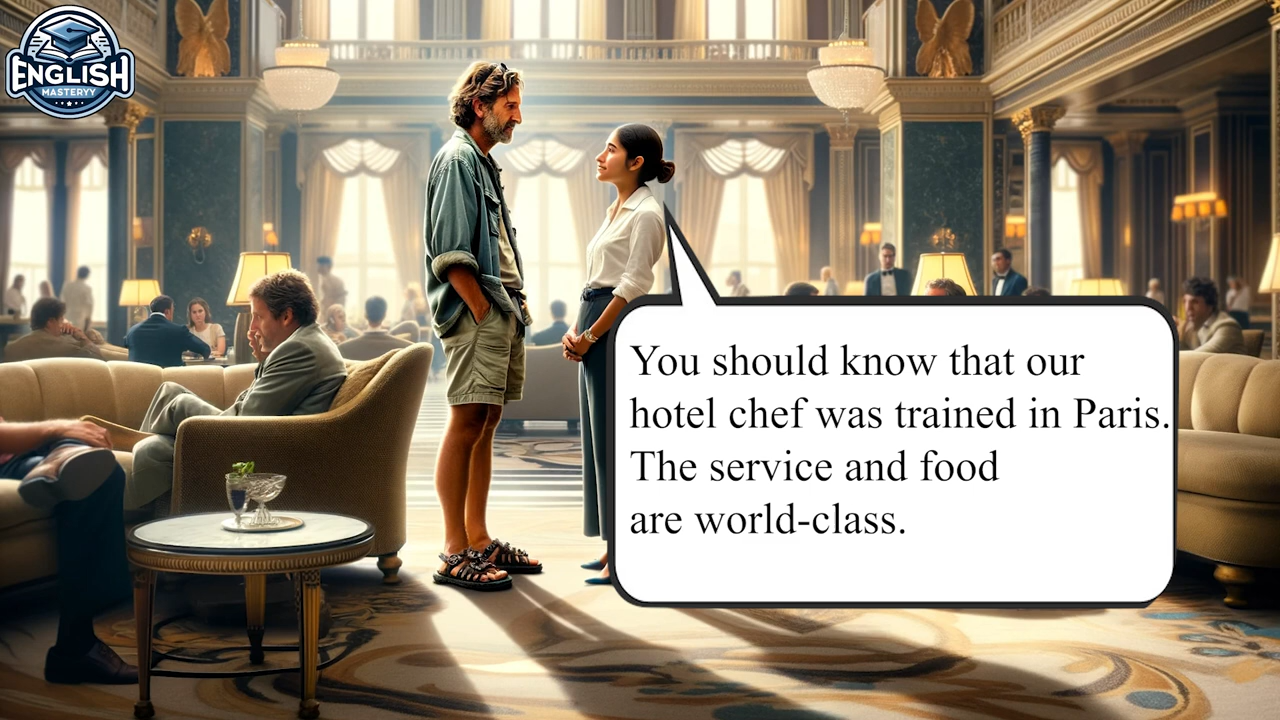 ENGLISH
MASTERYY
You should know that our
hotel chef was trained in Paris.
The service and food
are world-class.